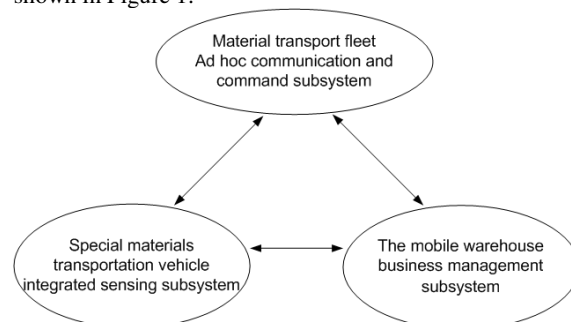 shown in Figure 1.
Material transport fleet
Ad hoc communication and
command subsystem
Special materials
transportation vehicle
integrated sensing subsystem
The mobile warehouse
business management
subsystem